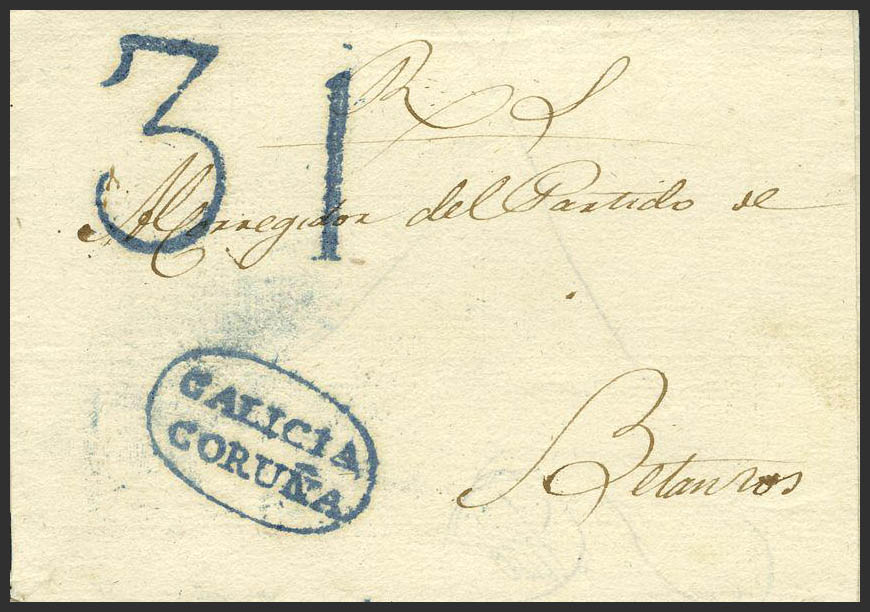 31
R S
Al Corregidor del Partido de
Betanzos
GALICIA
CORUÑA